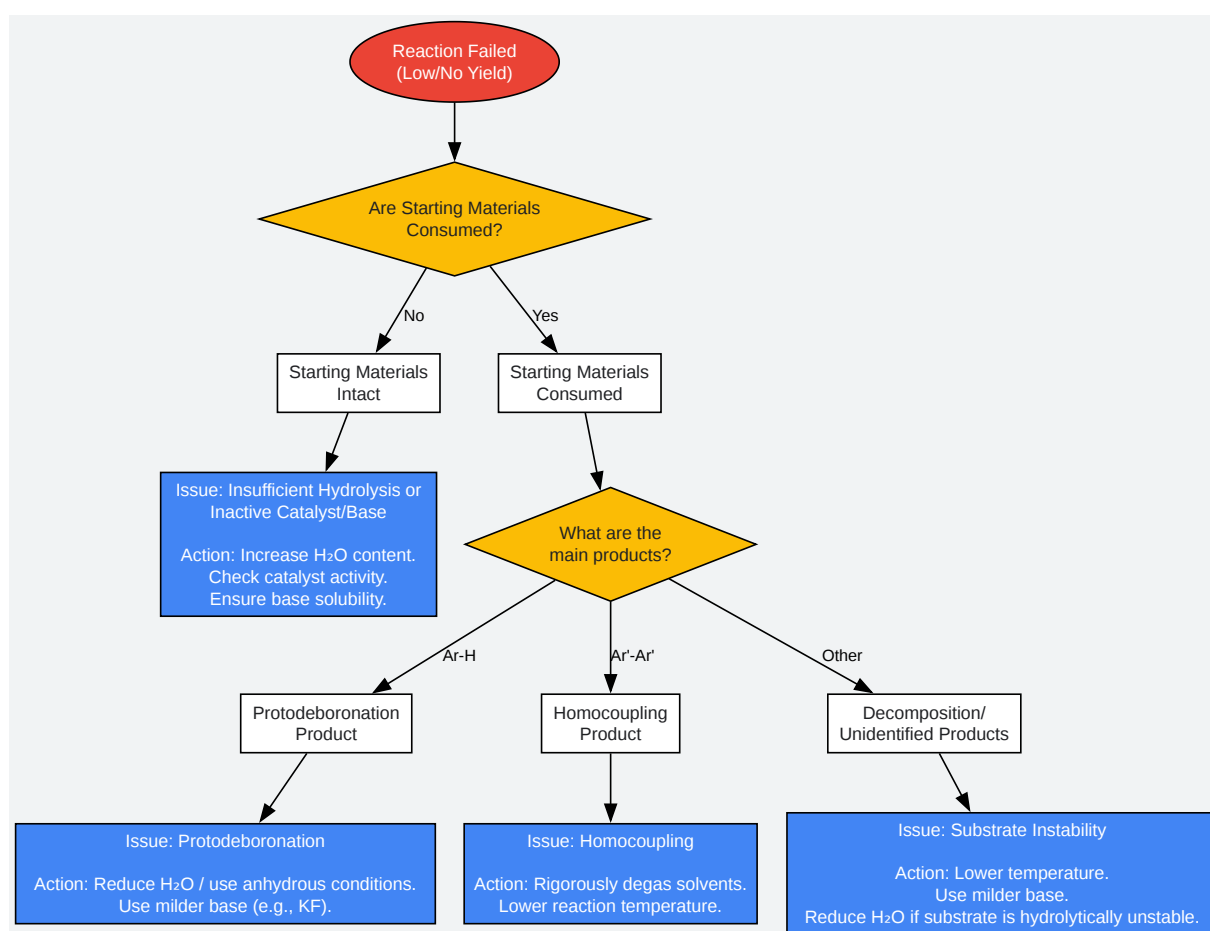 Reaction Failed
(Low/No Yield)
Are Starting Materials
Consumed?
No
Yes
Starting Materials
Intact
Starting Materials
Consumed
Issue: Insufficient Hydrolysis or
Inactive Catalyst/Base
Action: Increase H₂O content.
Check catalyst activity.
Ensure base solubility.
What are the
main products?
Ar-H
Ar'-Ar'
Other
Protodeboronation
Product
Homocoupling
Product
Decomposition/
Unidentified Products
Issue: Protodeboronation
Action: Reduce H₂O / use anhydrous conditions.
Use milder base (e.g., KF).
Issue: Homocoupling
Action: Rigorously degas solvents.
Lower reaction temperature.
Issue: Substrate Instability
Action: Lower temperature.
Use milder base.
Reduce H₂O if substrate is hydrolytically unstable.